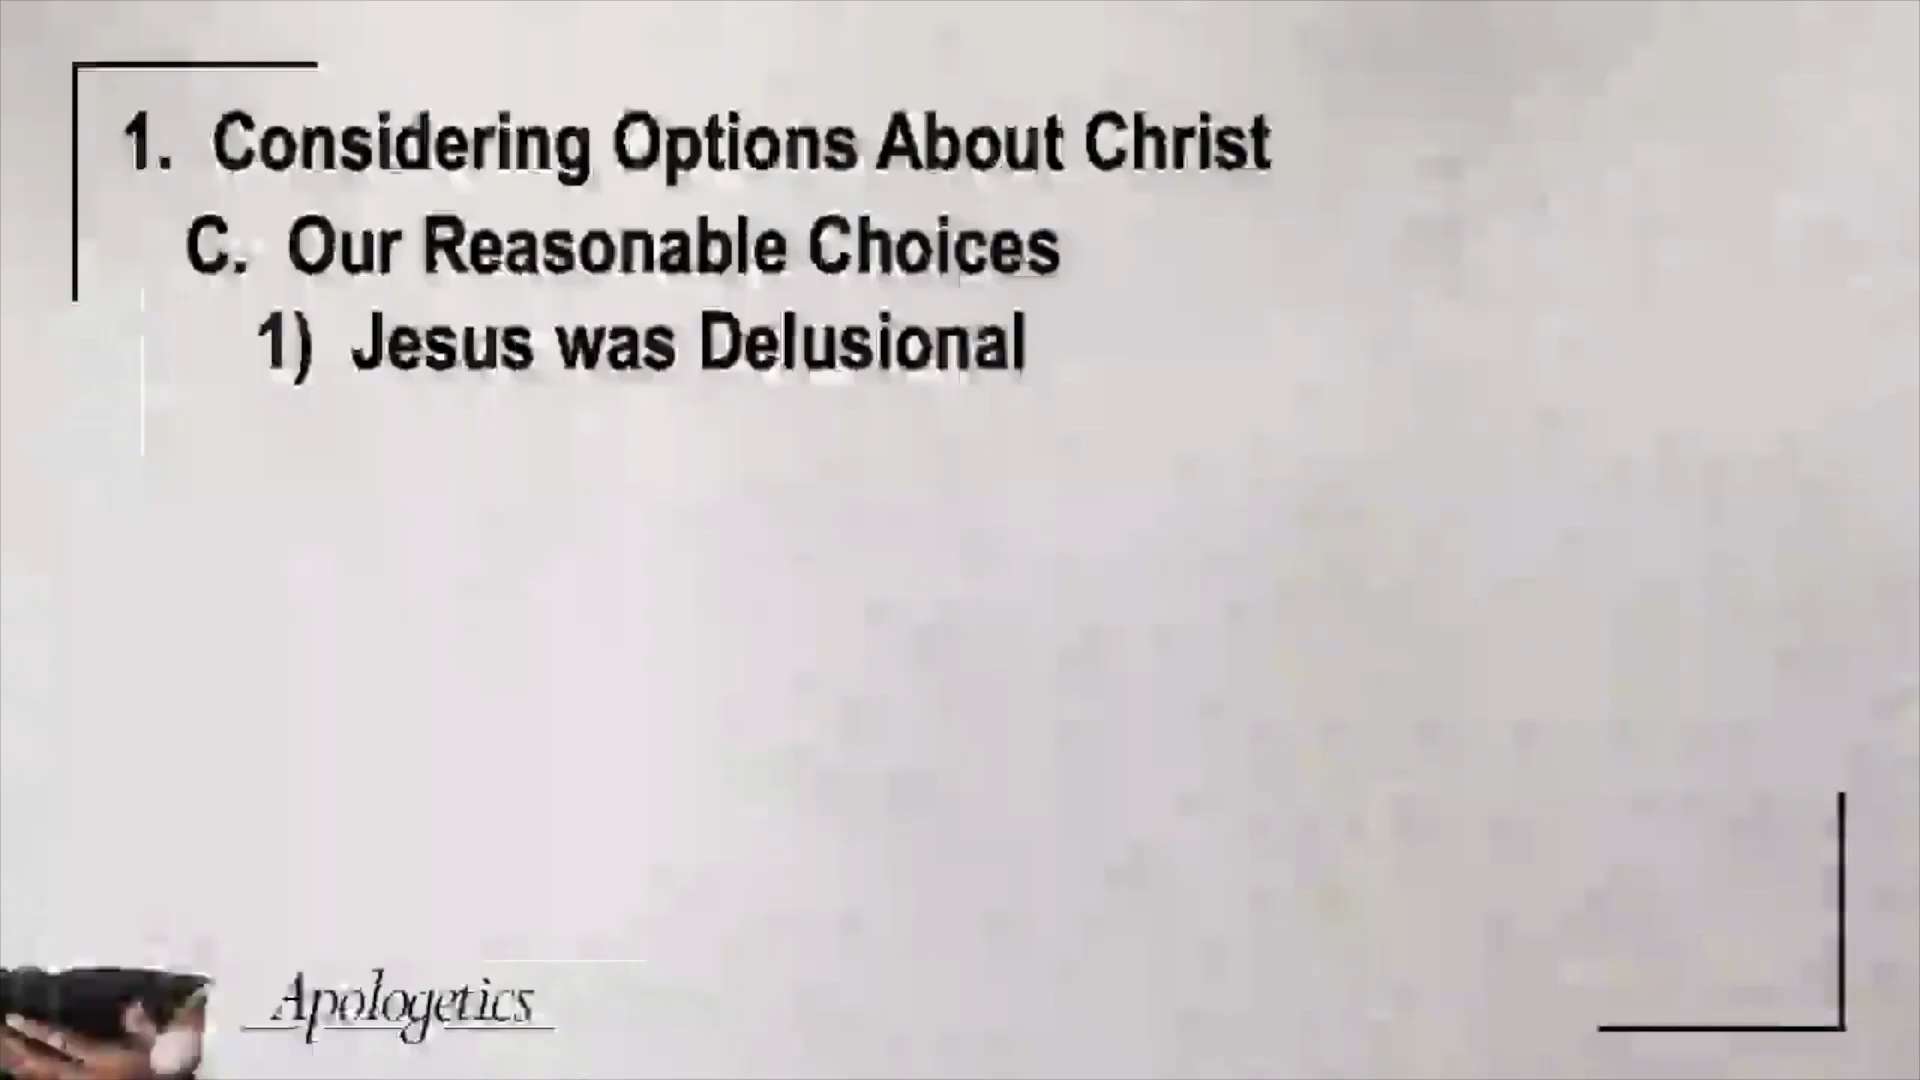 1. Considering Options About Christ
C. Our Reasonable Choices
1) Jesus was Delusional
Apologetics